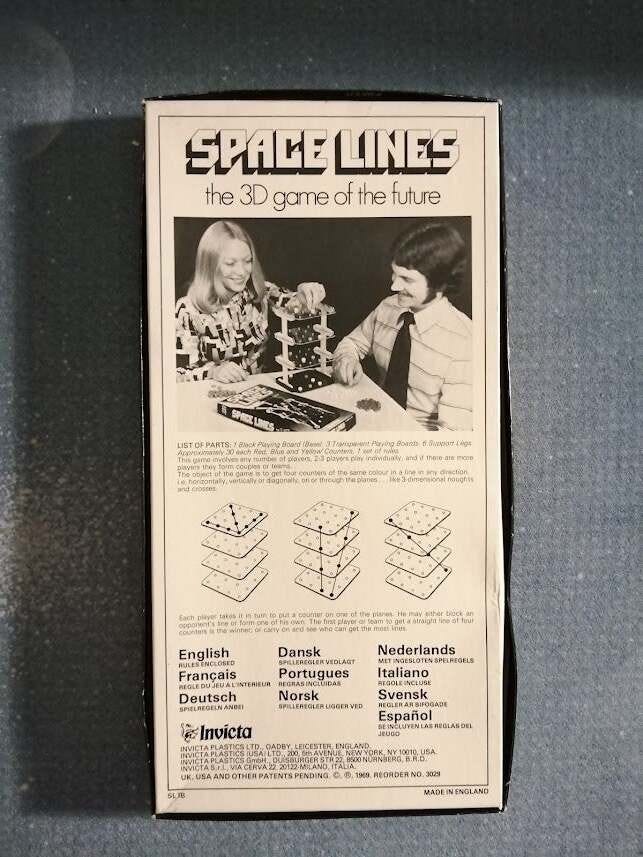 SPACE LINES
the 3D game of the future
SPACE LINES
LIST OF PARTS: 1 Black Playing Board (Base) 3 Transparent Playing Boards 6 Support Legs
Approximately 30 each Red, Blue and Yellow Counters, 1 set of rules
This game involves any number of players, 2-3 players play individually, and if there are more
players they form couples or teams.
The object of the game is to get four counters of the same colour in a line in any direction,
i.e. horizontally, vertically or diagonally, on or through the planes . . . like 3-dimensional noughts
and crosses.
Each player takes it in turn to put a counter on one of the planes. He may either block an
opponent's line or form one of his own. The first player or team to get a straight line of four
counters is the winner; or carry on and see who can get the most lines.
English
RULES ENCLOSED
Français
REGLE DU JEU A L'INTERIEUR
Deutsch
SPIELREGELN ANBEI
Dansk
SPILLEREGLER VEDLAGT
Portugues
REGRAS INCLUIDAS
Norsk
SPILLEREGLER LIGGER VED
Nederlands
MET INGESLOTEN SPELREGELS
Italiano
REGOLE INCLUSE
Svensk
REGLER AR BIFOGADE
Español
SE INCLUYEN LAS REGLAS DEL
JEUGO
Invicta
INVICTA PLASTICS LTD., OADBY, LEICESTER, ENGLAND.
INVICTA PLASTICS (USA) LTD., 200, 5th AVENUE, NEW YORK, NY 10010, USA.
INVICTA PLASTICS GmbH., DUISBURGER STR 22, 8500 NÜRNBERG, B.R.D.
INVICTA S.r.l., VIA CERVA 22, 20122-MILANO, ITALIA.
UK, USA AND OTHER PATENTS PENDING. ©, ®, 1969. REORDER NO. 3029
MADE IN ENGLAND